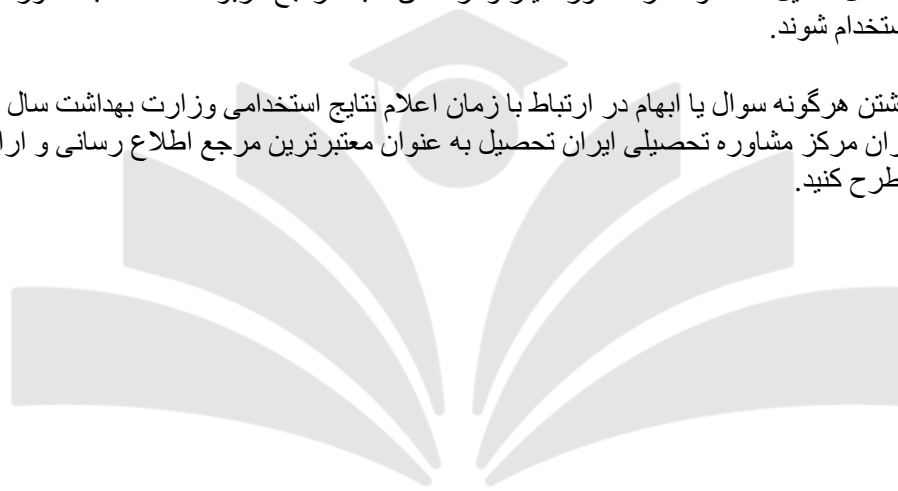 ستخدام شوند.
شتن هرگونه سوال یا ابهام در ارتباط با زمان اعلام نتایج استخدامی وزارت بهداشت سال
ران مرکز مشاوره تحصیلی ایران تحصیل به عنوان معتبرترین مرجع اطلاع رسانی و ارا
طرح کنید.